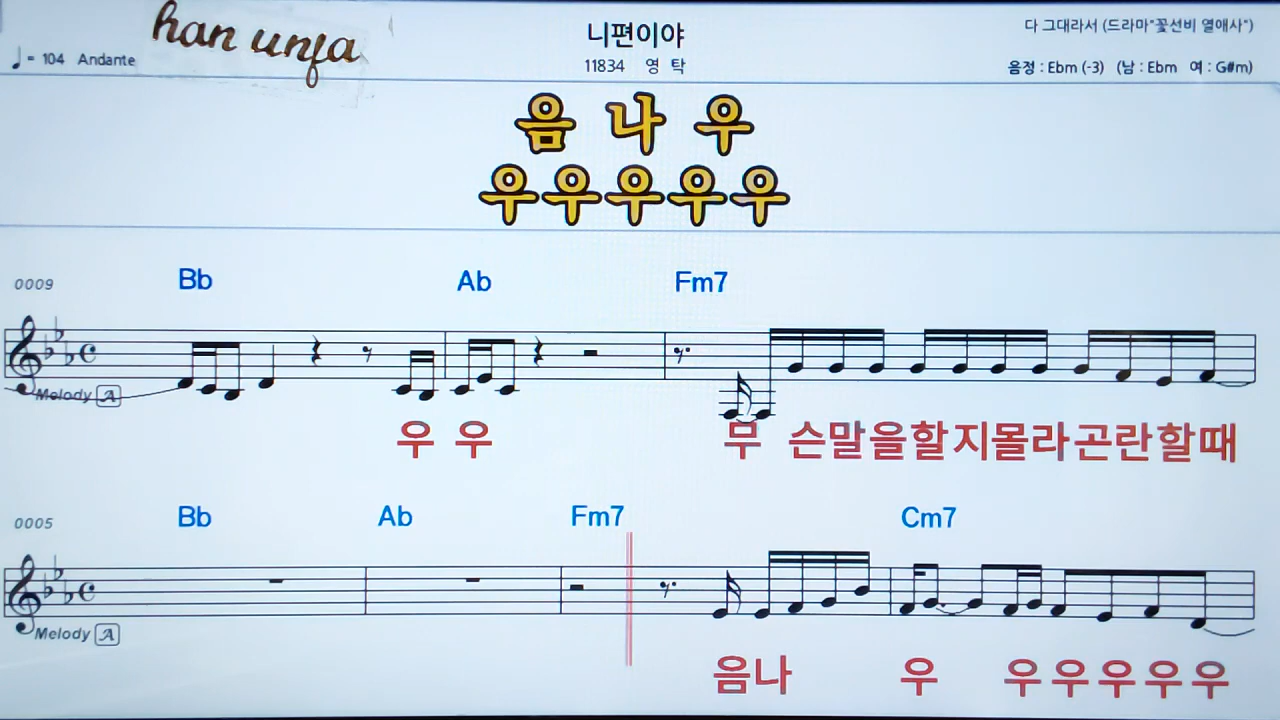 han unfa
♩= 104 Andante
니편이야
11834 영 탁
다 그대라서 (드라마"꽃선비 열애사")
음정 : Ebm (-3) (남 : Ebm 여 : G#m)
음 나 우
우우우우우
0009
Bb Ab Fm7
Melody A
우 우 무 슨말을할지몰라곤란할때
0005
Bb Ab Fm7 Cm7
Melody A
음나 우 우우우우우